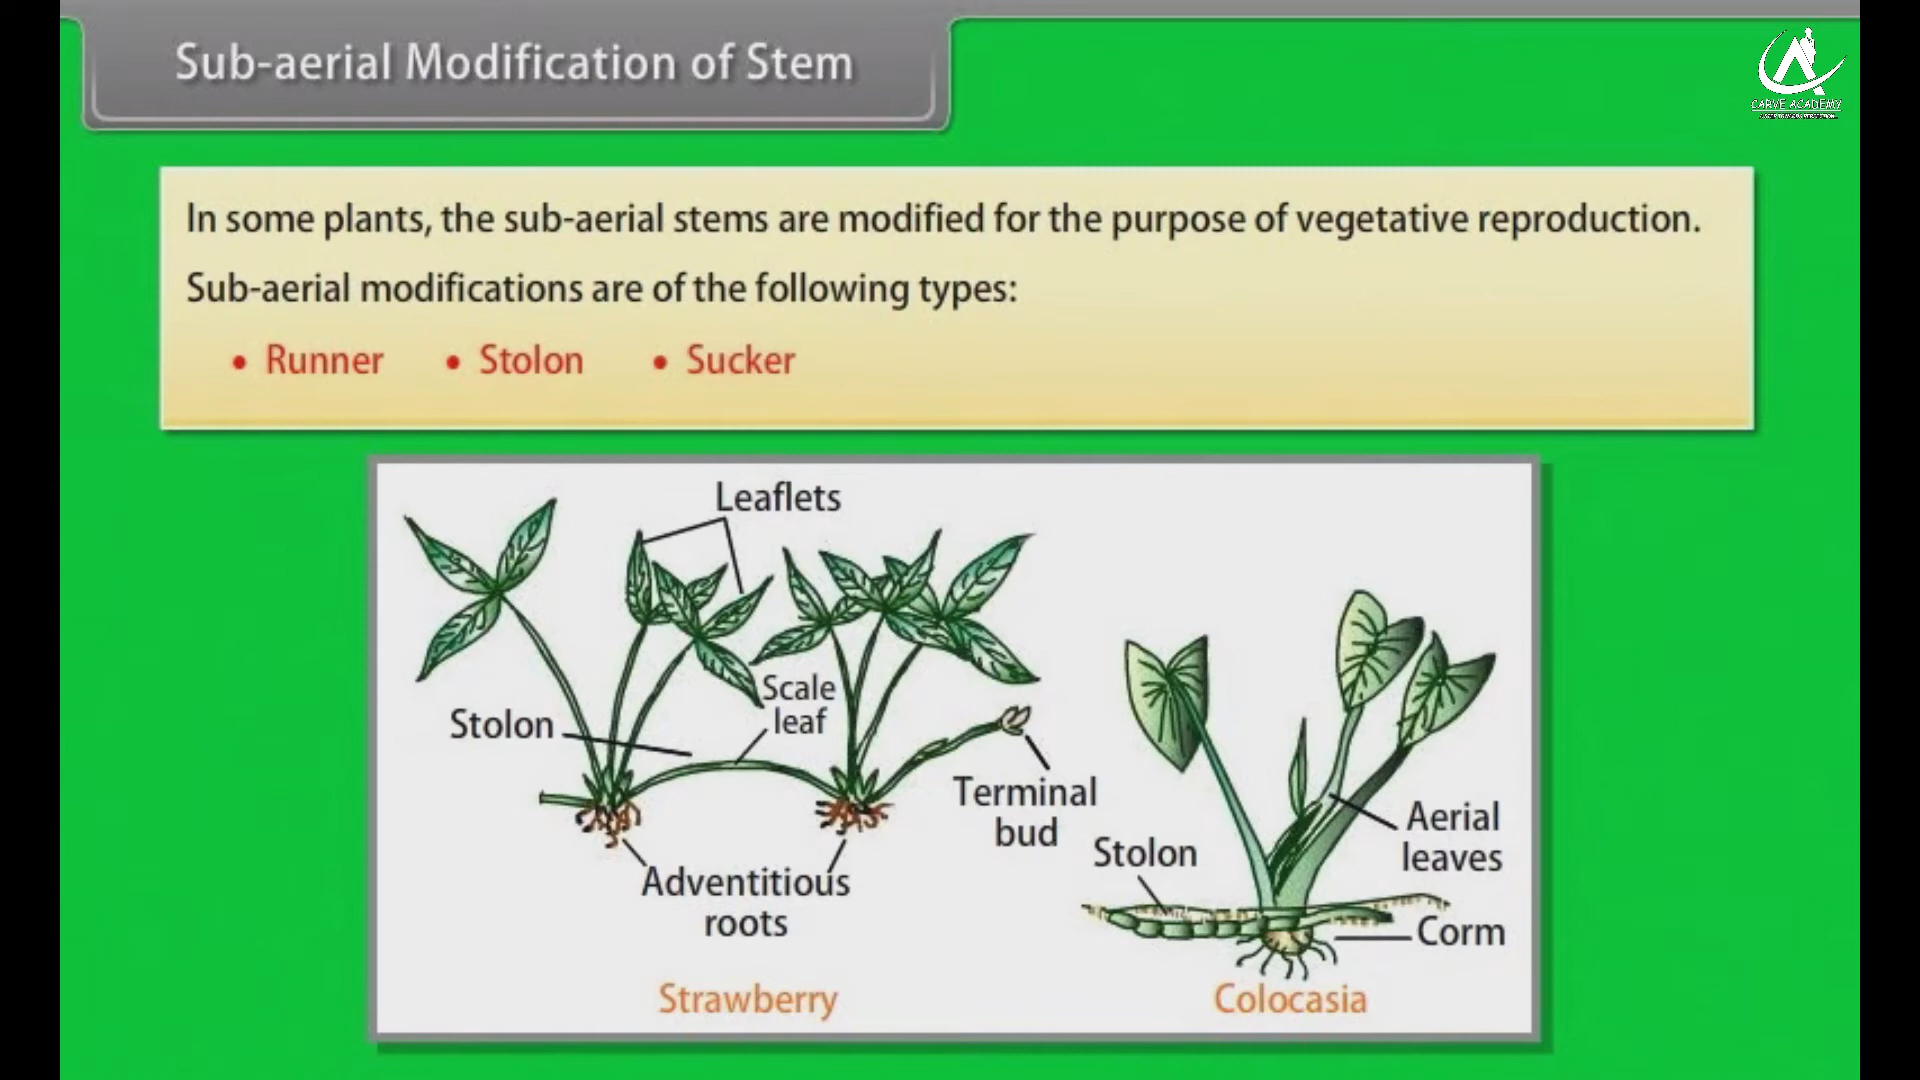 Sub-aerial Modification of Stem
CARVE ACADEMY
In some plants, the sub-aerial stems are modified for the purpose of vegetative reproduction.
Sub-aerial modifications are of the following types:
• Runner • Stolon • Sucker
Leaflets
Scale
leaf
Stolon
Terminal
bud
Adventitious
roots
Strawberry
Stolon
Aerial
leaves
Corm
Colocasia